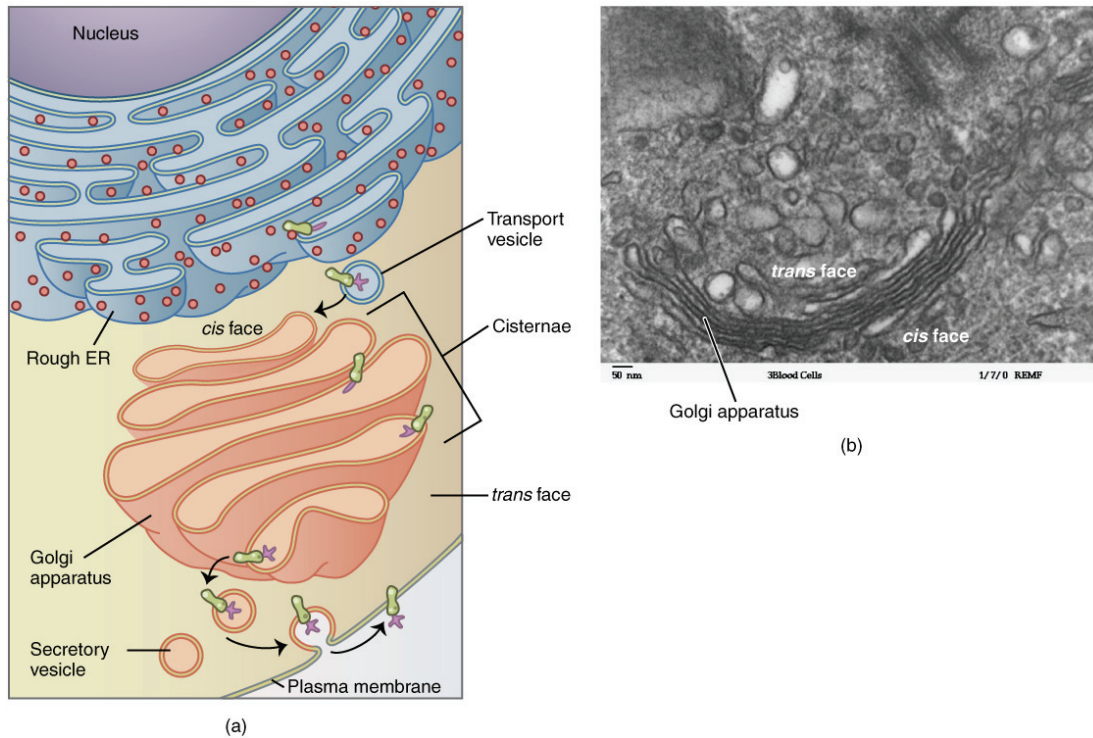 Nucleus
Transport
vesicle
cis face
Cisternae
Rough ER
trans face
Golgi
apparatus
Secretory
vesicle
Plasma membrane
(a)
trans face
cis face
50 nm
3Blood Cells
1/7/0 REMF
Golgi apparatus
(b)